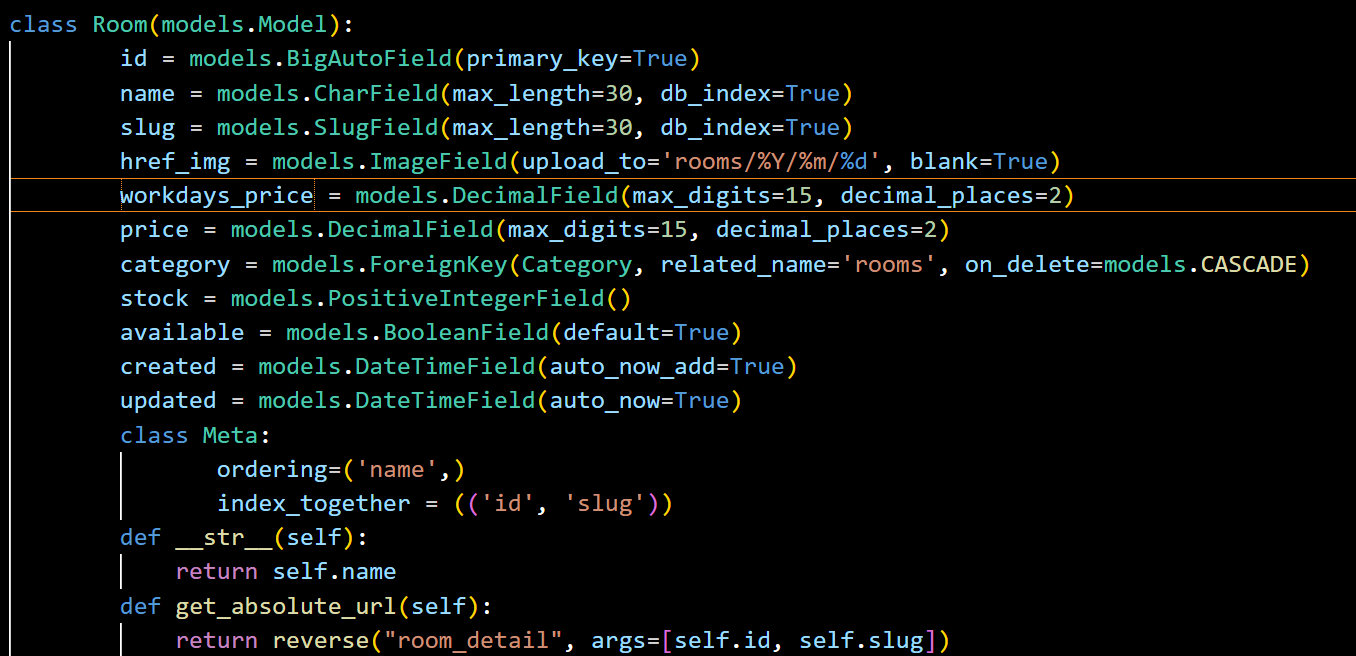 class Room(models.Model):
id = models.BigAutoField(primary_key=True)
name = models.CharField(max_length=30, db_index=True)
slug = models.SlugField(max_length=30, db_index=True)
href_img = models.ImageField(upload_to='rooms/%Y/%m/%d', blank=True)
workdays_price = models.DecimalField(max_digits=15, decimal_places=2)
price = models.DecimalField(max_digits=15, decimal_places=2)
category = models.ForeignKey(Category, related_name='rooms', on_delete=models.CASCADE)
stock = models.PositiveIntegerField()
available = models.BooleanField(default=True)
created = models.DateTimeField(auto_now_add=True)
updated = models.DateTimeField(auto_now=True)
class Meta:
ordering=('name',)
index_together = (('id', 'slug'))
def __str__(self):
return self.name
def get_absolute_url(self):
return reverse("room_detail", args=[self.id, self.slug])